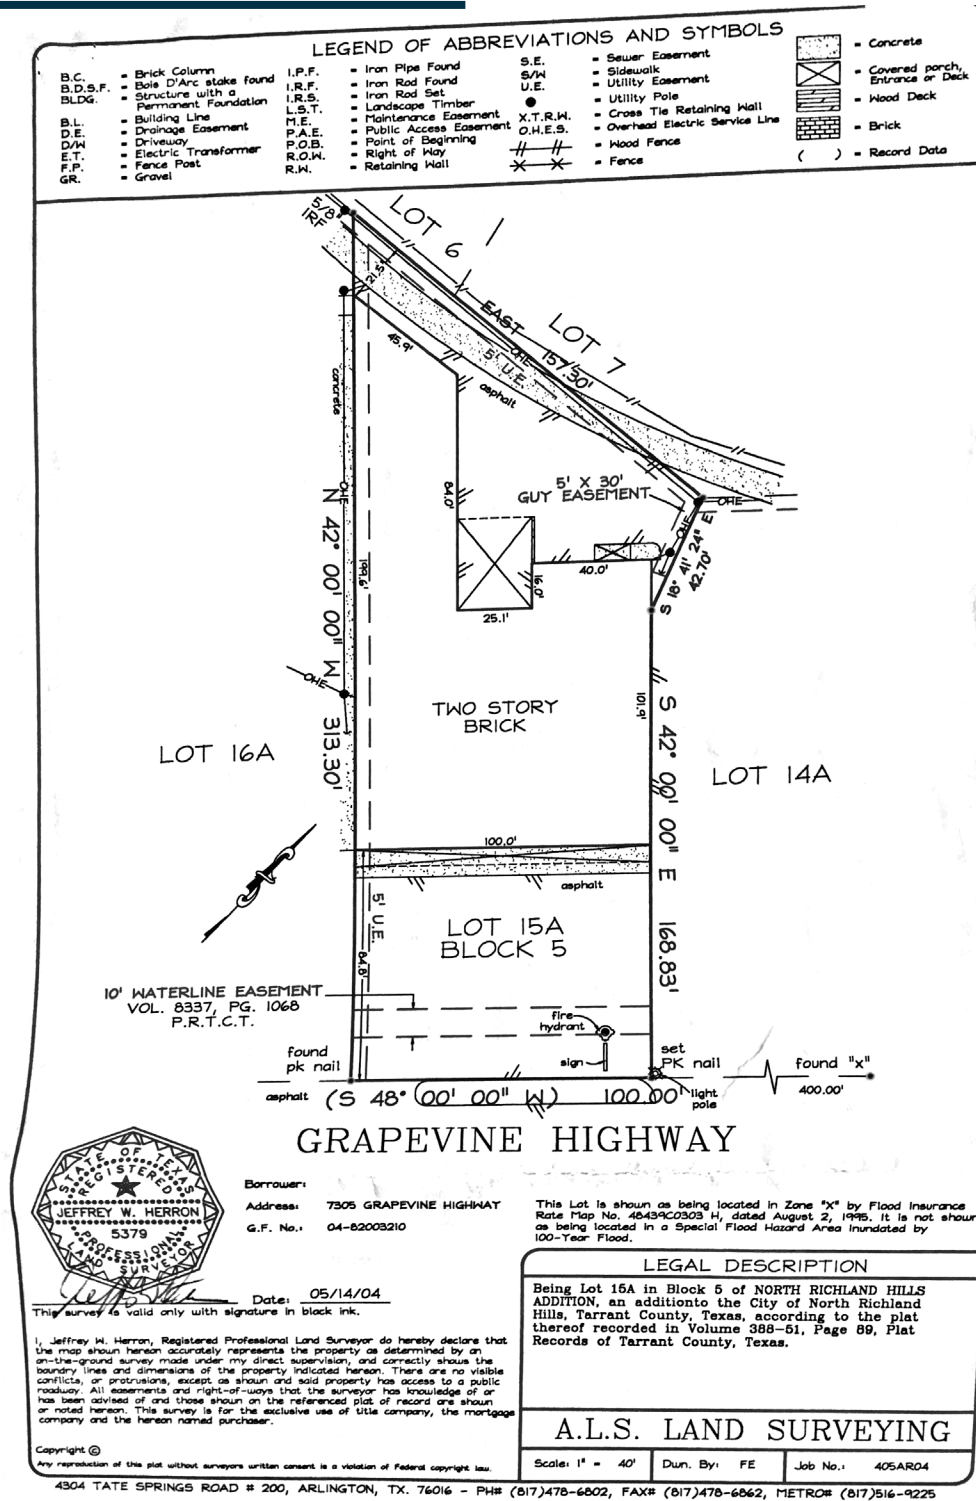 LEGEND OF ABBREVIATIONS AND SYMBOLS
B.C. = Brick Column
B.D.S.F. = Bois D'Arc stake found
BLDG. = Structure with a
Permanent Foundation
B.L. = Building Line
D.E. = Drainage Easement
D/W = Driveway
E.T. = Electric Transformer
F.P. = Fence Post
GR. = Gravel
I.P.F. = Iron Pipe Found
I.R.F. = Iron Rod Found
I.R.S. = Iron Rod Set
L.S.T. = Landscape Timber
M.E. = Maintenance Easement
P.A.E. = Public Access Easement
P.O.B. = Point of Beginning
R.O.W. = Right of Way
R.W. = Retaining Wall
S.E. = Sewer Easement
S/W = Sidewalk
U.E. = Utility Easement
= Utility Pole
X.T.R.W. = Cross Tie Retaining Wall
O.H.E.S. = Overhead Electric Service Line
= Wood Fence
= Fence
= Concrete
= Covered porch,
Entrance or Deck
= Wood Deck
= Brick
( ) = Record Data
5/8"
IRF
LOT 6
21.5'
EAST 157.30'
LOT 7
OHE
5' U.E.
45.9'
asphalt
concrete
OHE
84.0'
5' X 30'
GUY EASEMENT
OHE
OHE
S 18° 41' 24" E
42.70'
N 42° 00' 00" W 313.30'
199.6'
40.0'
16.0'
25.1'
OHE
TWO STORY
BRICK
101.9'
S 42° 00' 00" E 168.83'
LOT 16A
LOT 14A
100.0'
asphalt
5' U.E.
LOT 15A
BLOCK 5
84.8'
10' WATERLINE EASEMENT
VOL. 8337, PG. 1068
P.R.T.C.T.
fire
hydrant
sign
found
pk nail
set
PK nail
found "x"
400.00'
light
pole
asphalt
(S 48° 00' 00" W) 100.00'
GRAPEVINE HIGHWAY
STATE OF TEXAS
REGISTERED
JEFFREY W. HERRON
5379
PROFESSIONAL
LAND SURVEYOR
Borrower:
Address: 7305 GRAPEVINE HIGHWAY
G.F. No.: 04-82003210
This Lot is shown as being located in Zone "X" by Flood Insurance
Rate Map No. 48439C0303 H, dated August 2, 1995. It is not shown
as being located in a Special Flood Hazard Area Inundated by
100-Year Flood.
Date: 05/14/04
This survey is valid only with signature in black ink.
I, Jeffrey W. Herron, Registered Professional Land Surveyor do hereby declare that
the map shown hereon accurately represents the property as determined by an
on-the-ground survey made under my direct supervision, and correctly shows the
boundry lines and dimensions of the property indicated hereon. There are no visible
conflicts, or protrusions, except as shown and said property has access to a public
roadway. All easements and right-of-ways that the surveyor has knowledge of or
has been advised of and those shown on the referenced plat of record are shown
or noted hereon. This survey is for the exclusive use of title company, the mortgage
company and the hereon named purchaser.
Copyright ©
Any reproduction of this plat without surveyors written consent is a violation of Federal copyright law.
LEGAL DESCRIPTION
Being Lot 15A in Block 5 of NORTH RICHLAND HILLS
ADDITION, an additionto the City of North Richland
Hills, Tarrant County, Texas, according to the plat
thereof recorded in Volume 388-51, Page 89, Plat
Records of Tarrant County, Texas.
A.L.S. LAND SURVEYING
Scale: 1" = 40'
Dwn. By: FE
Job No.: 405AR04
4304 TATE SPRINGS ROAD # 200, ARLINGTON, TX. 76016 - PH# (817)478-6802, FAX# (817)478-6862, METRO# (817)516-9225